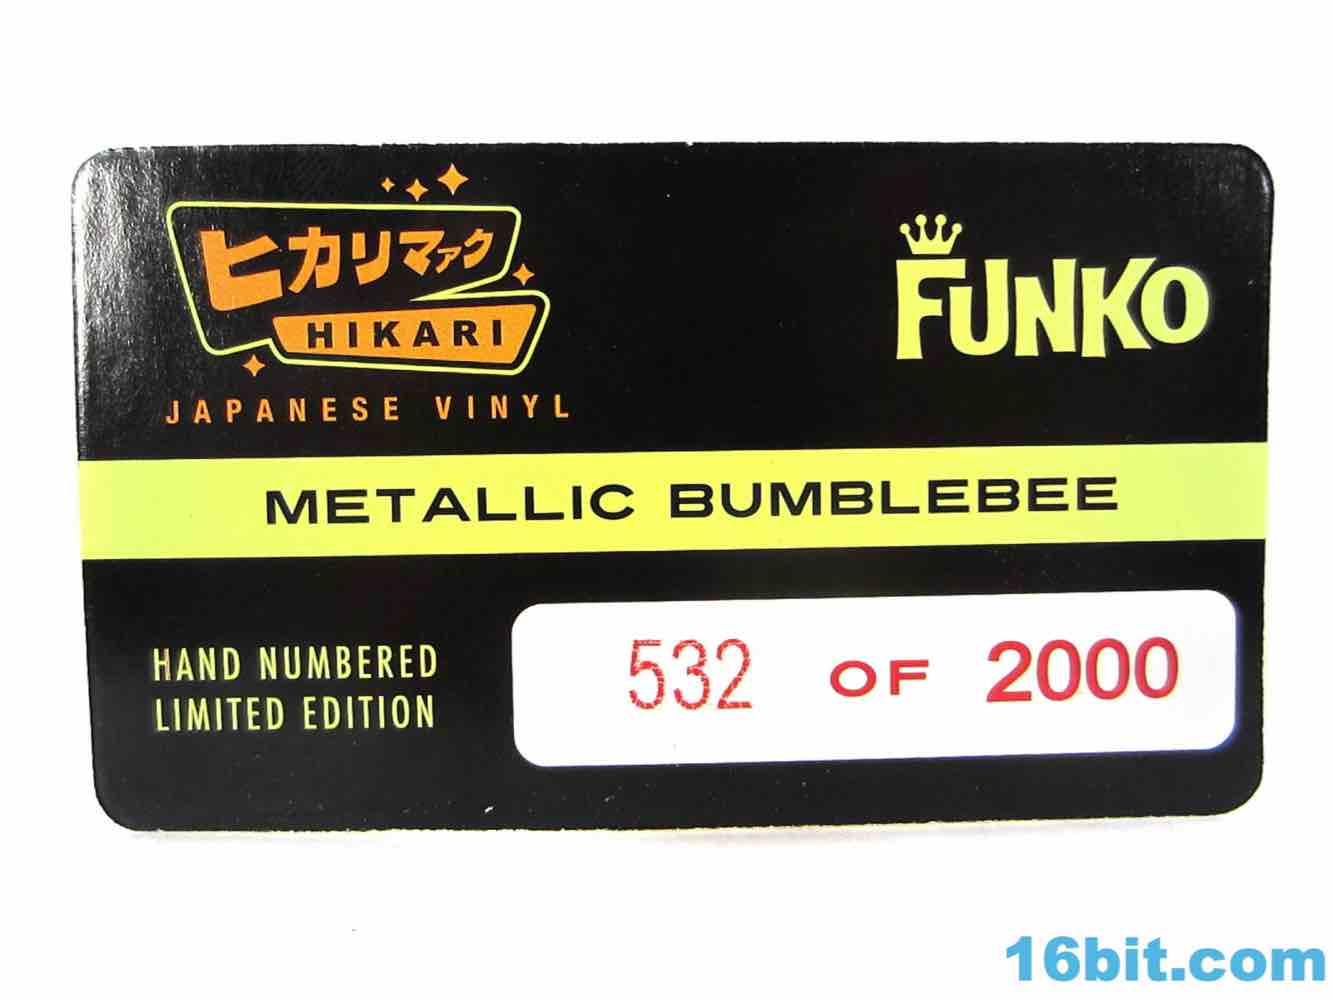 ヒカリマァク
HIKARI
JAPANESE VINYL
FUNKO
METALLIC BUMBLEBEE
HAND NUMBERED
LIMITED EDITION
532 OF 2000
16bit.com